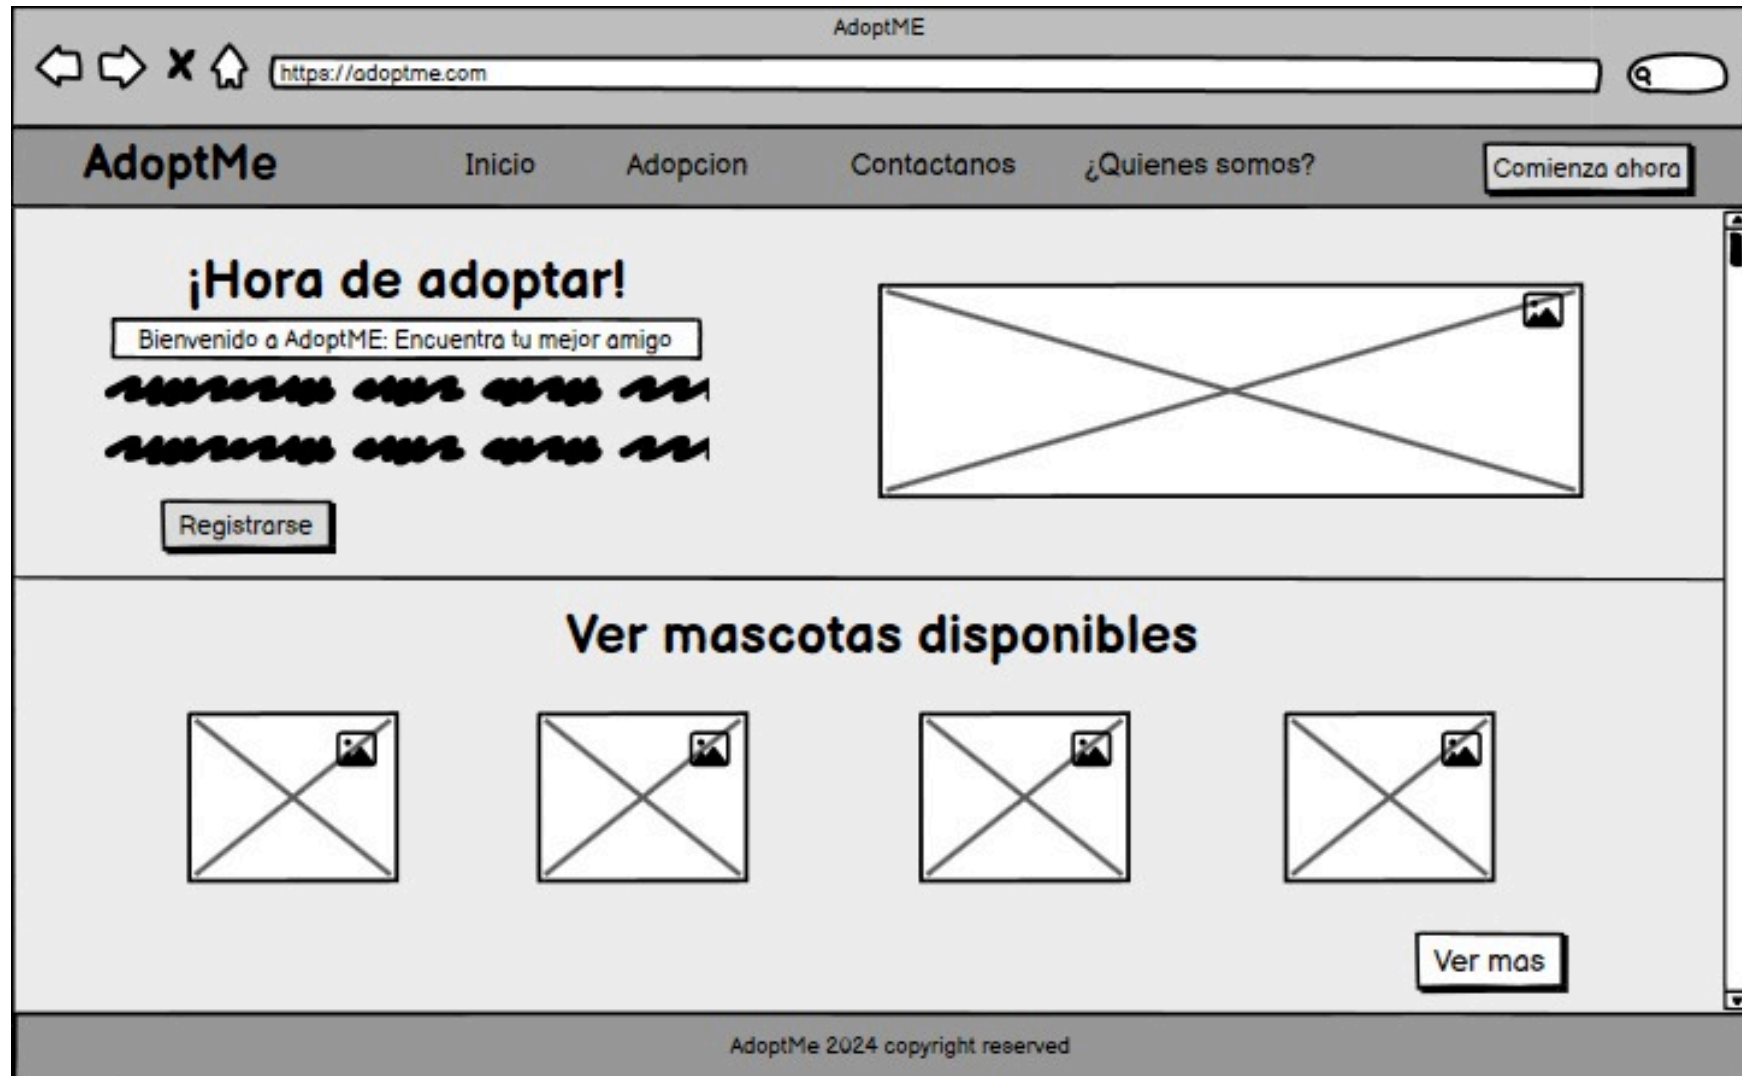 AdoptME
https://adoptme.com
AdoptMe Inicio Adopcion Contactanos ¿Quienes somos? Comienza ahora
¡Hora de adoptar!
Bienvenido a AdoptME: Encuentra tu mejor amigo
Registrarse
Ver mascotas disponibles
Ver mas
AdoptMe 2024 copyright reserved